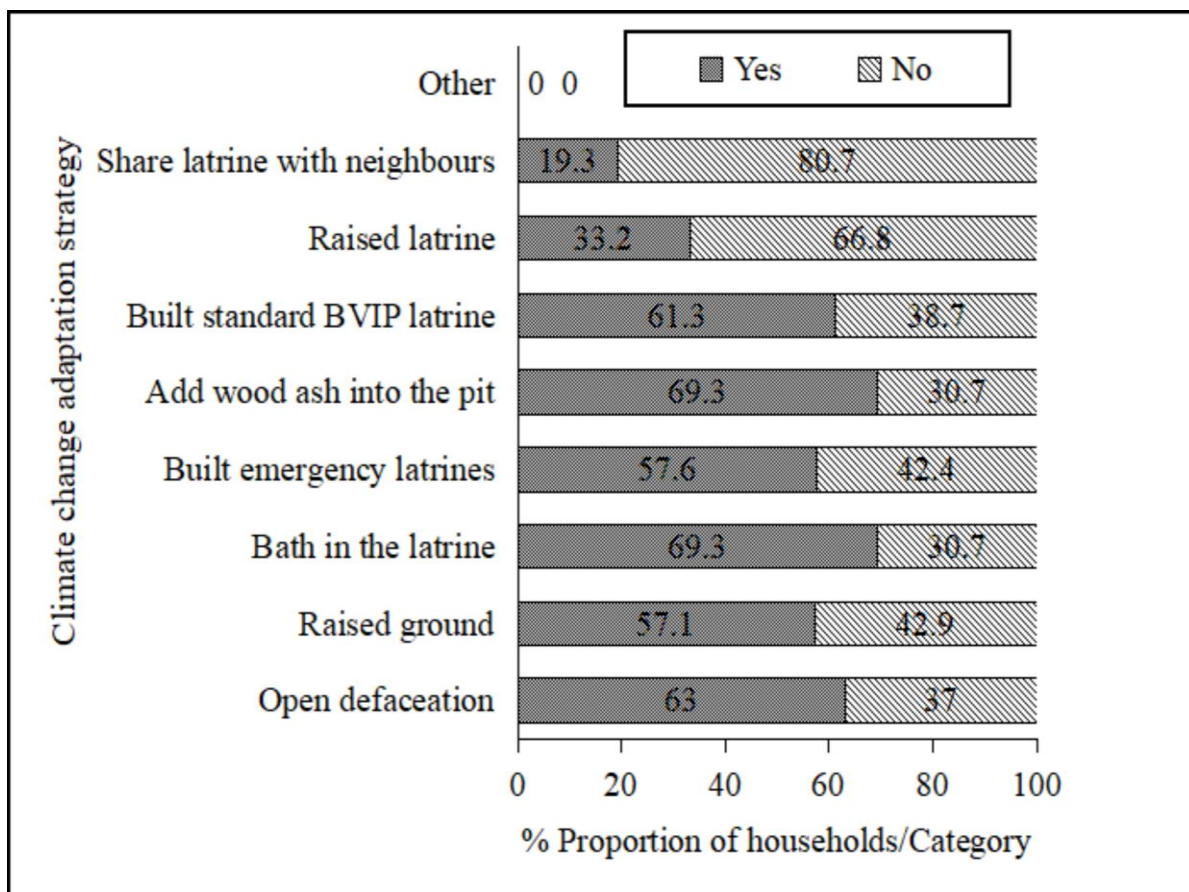 Climate change adaptation strategy
Yes No
Other 0 0
Share latrine with neighbours 19.3 80.7
Raised latrine 33.2 66.8
Built standard BVIP latrine 61.3 38.7
Add wood ash into the pit 69.3 30.7
Built emergency latrines 57.6 42.4
Bath in the latrine 69.3 30.7
Raised ground 57.1 42.9
Open defaceation 63 37
0 20 40 60 80 100
% Proportion of households/Category